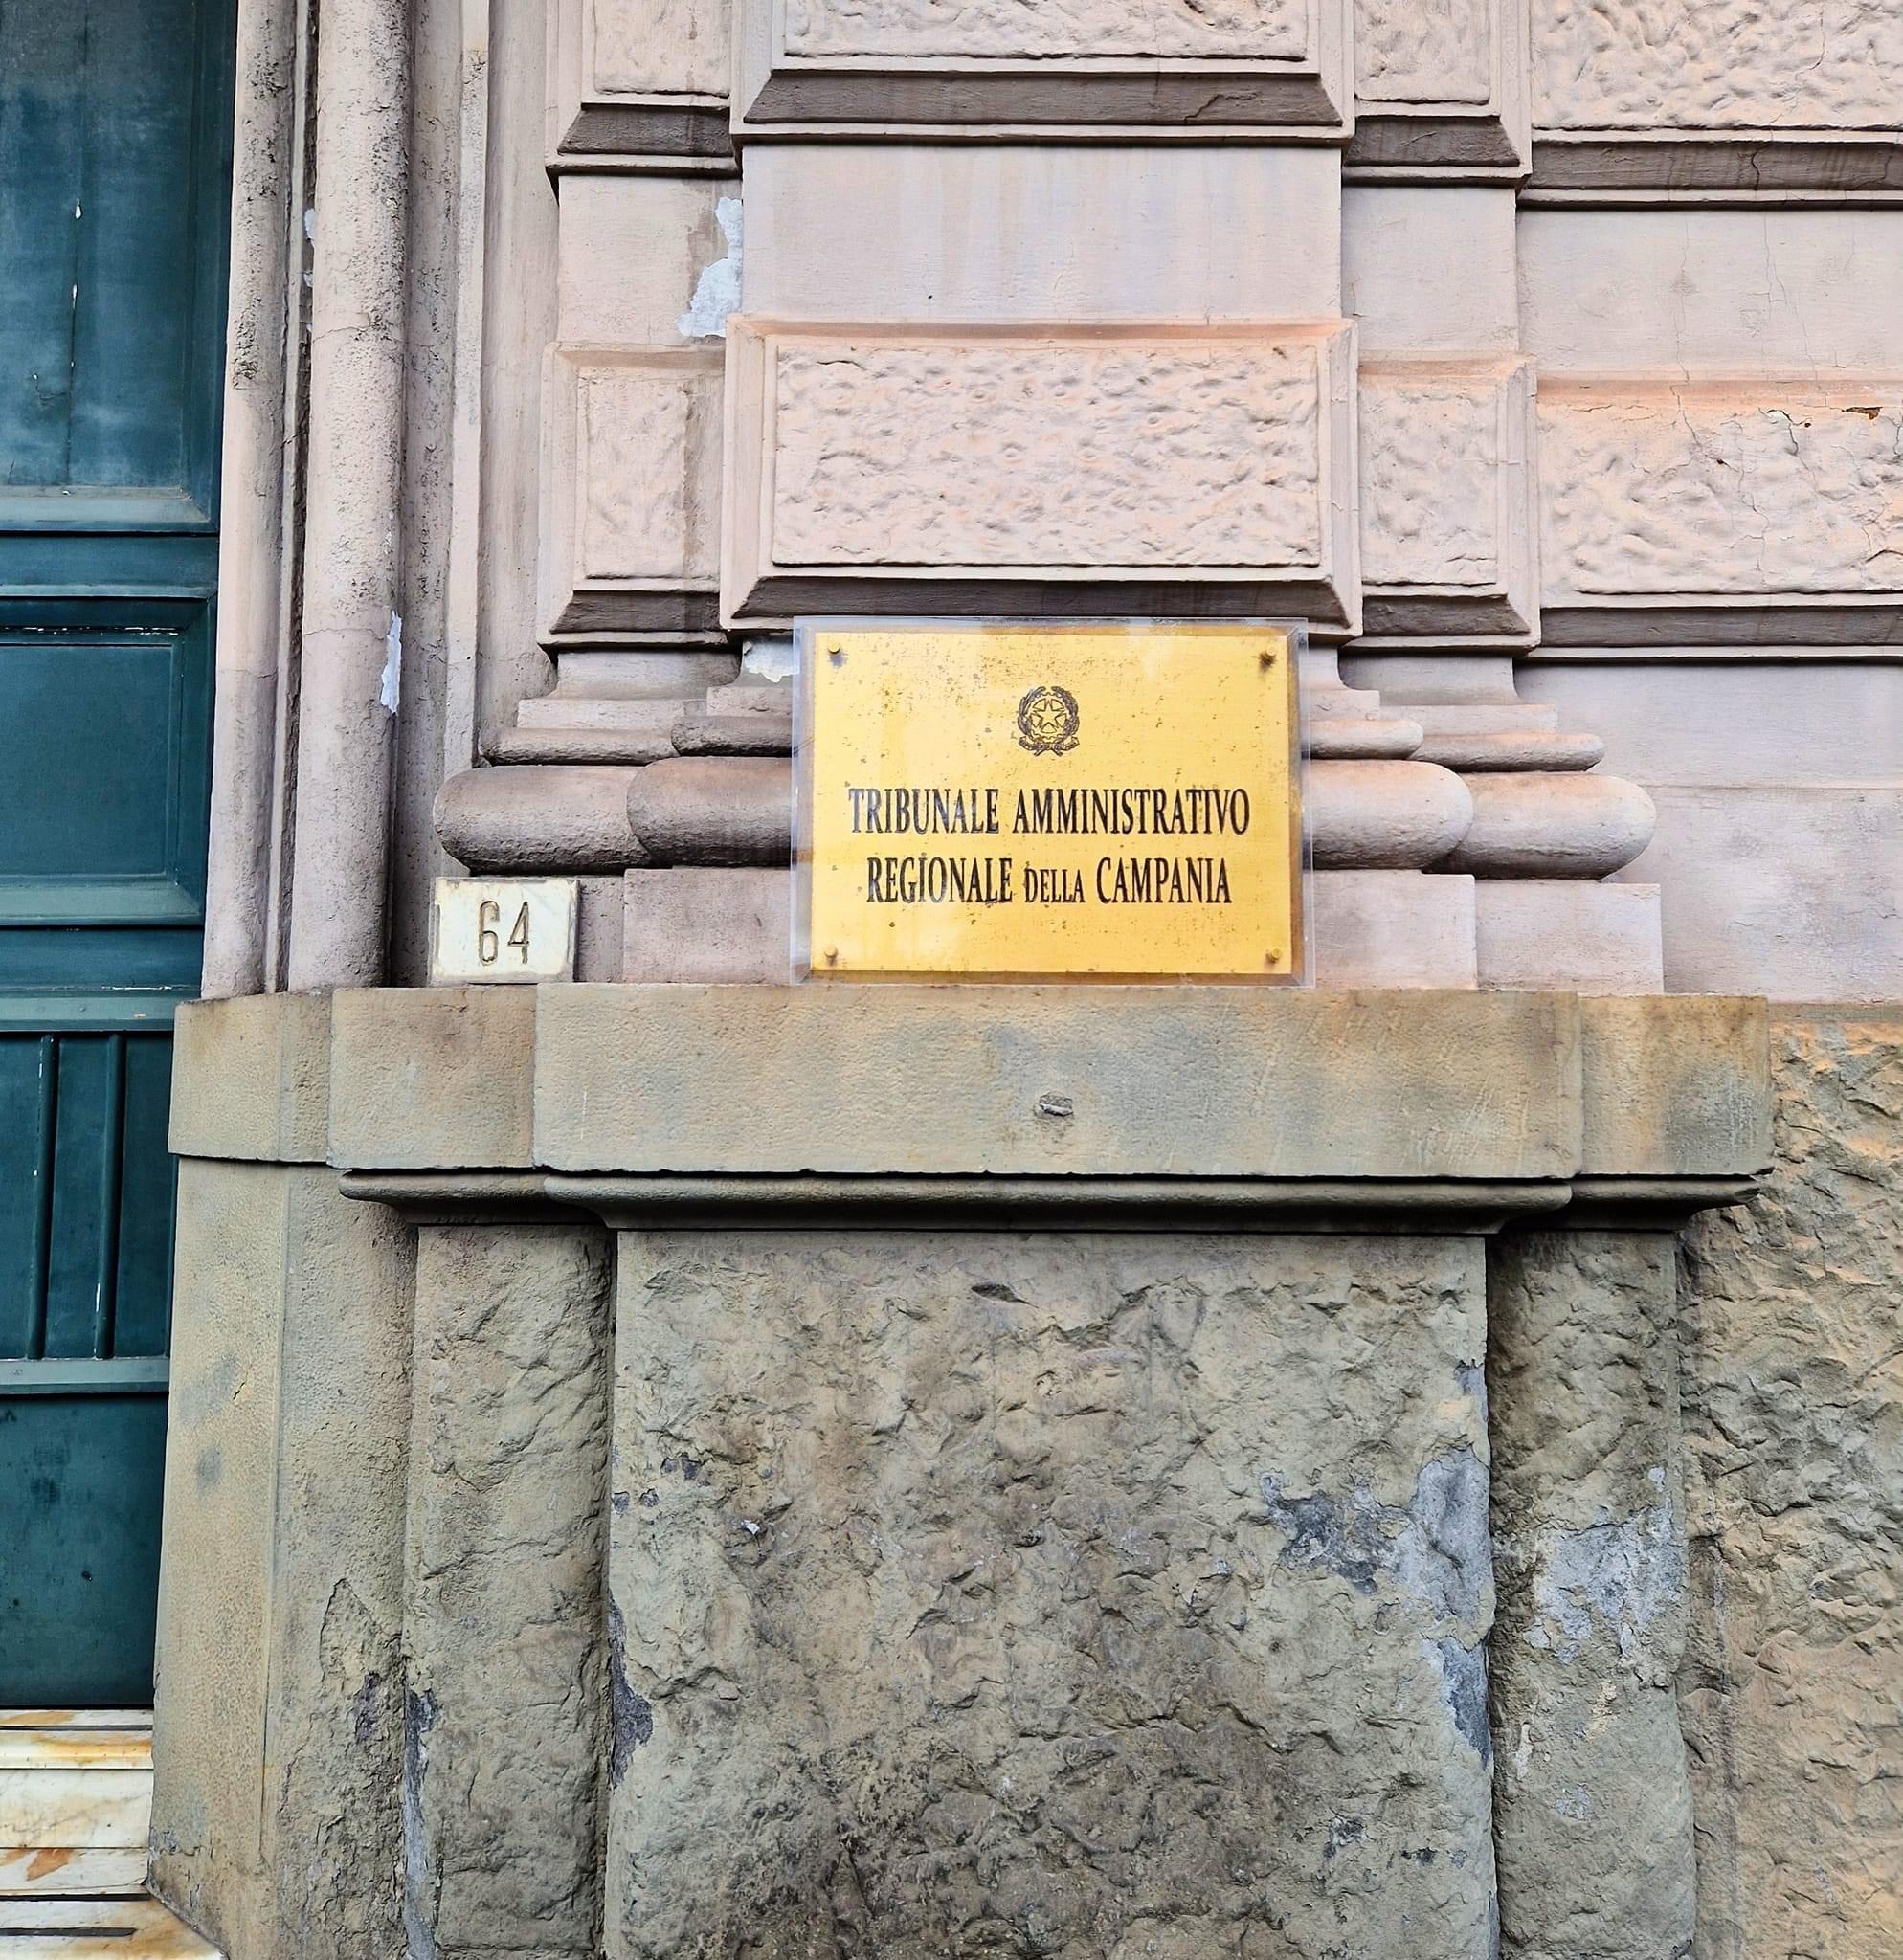 TRIBUNALE AMMINISTRATIVO
REGIONALE DELLA CAMPANIA
64